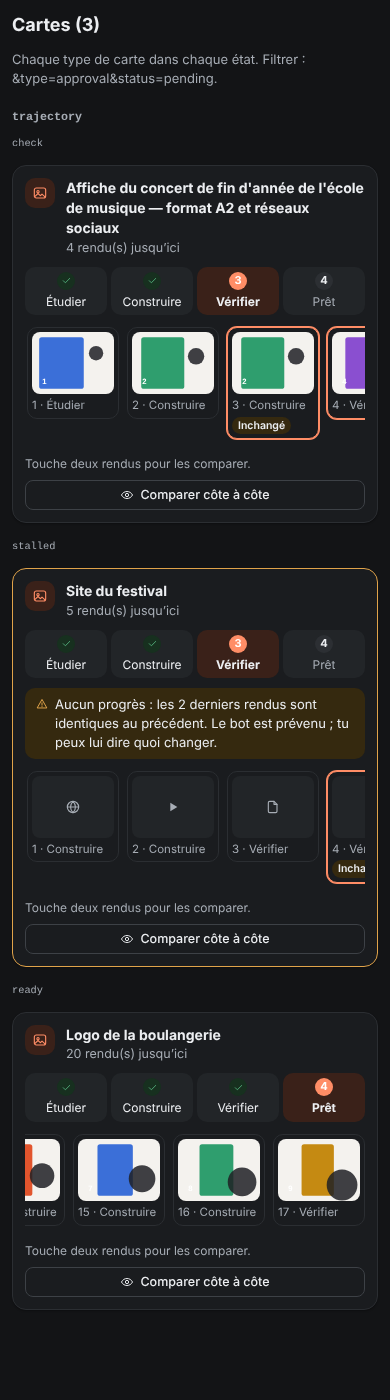 Cartes (3)
Chaque type de carte dans chaque état. Filtrer :
&type=approval&status=pending.
trajectory
check
Affiche du concert de fin d'année de l'école
de musique — format A2 et réseaux
sociaux
4 rendu(s) jusqu'ici
3
4
Étudier
Construire
Vérifier
Prêt
1
2
2
1 · Étudier
2 · Construire
3 · Construire
4 · Vér
Inchangé
Touche deux rendus pour les comparer.
Comparer côte à côte
stalled
Site du festival
5 rendu(s) jusqu'ici
3
4
Étudier
Construire
Vérifier
Prêt
Aucun progrès : les 2 derniers rendus sont
identiques au précédent. Le bot est prévenu ; tu
peux lui dire quoi changer.
1 · Construire
2 · Construire
3 · Vérifier
4 · Vér
Incha
Touche deux rendus pour les comparer.
Comparer côte à côte
ready
Logo de la boulangerie
20 rendu(s) jusqu'ici
4
Étudier
Construire
Vérifier
Prêt
struire
15 · Construire
16 · Construire
17 · Vérifier
Touche deux rendus pour les comparer.
Comparer côte à côte